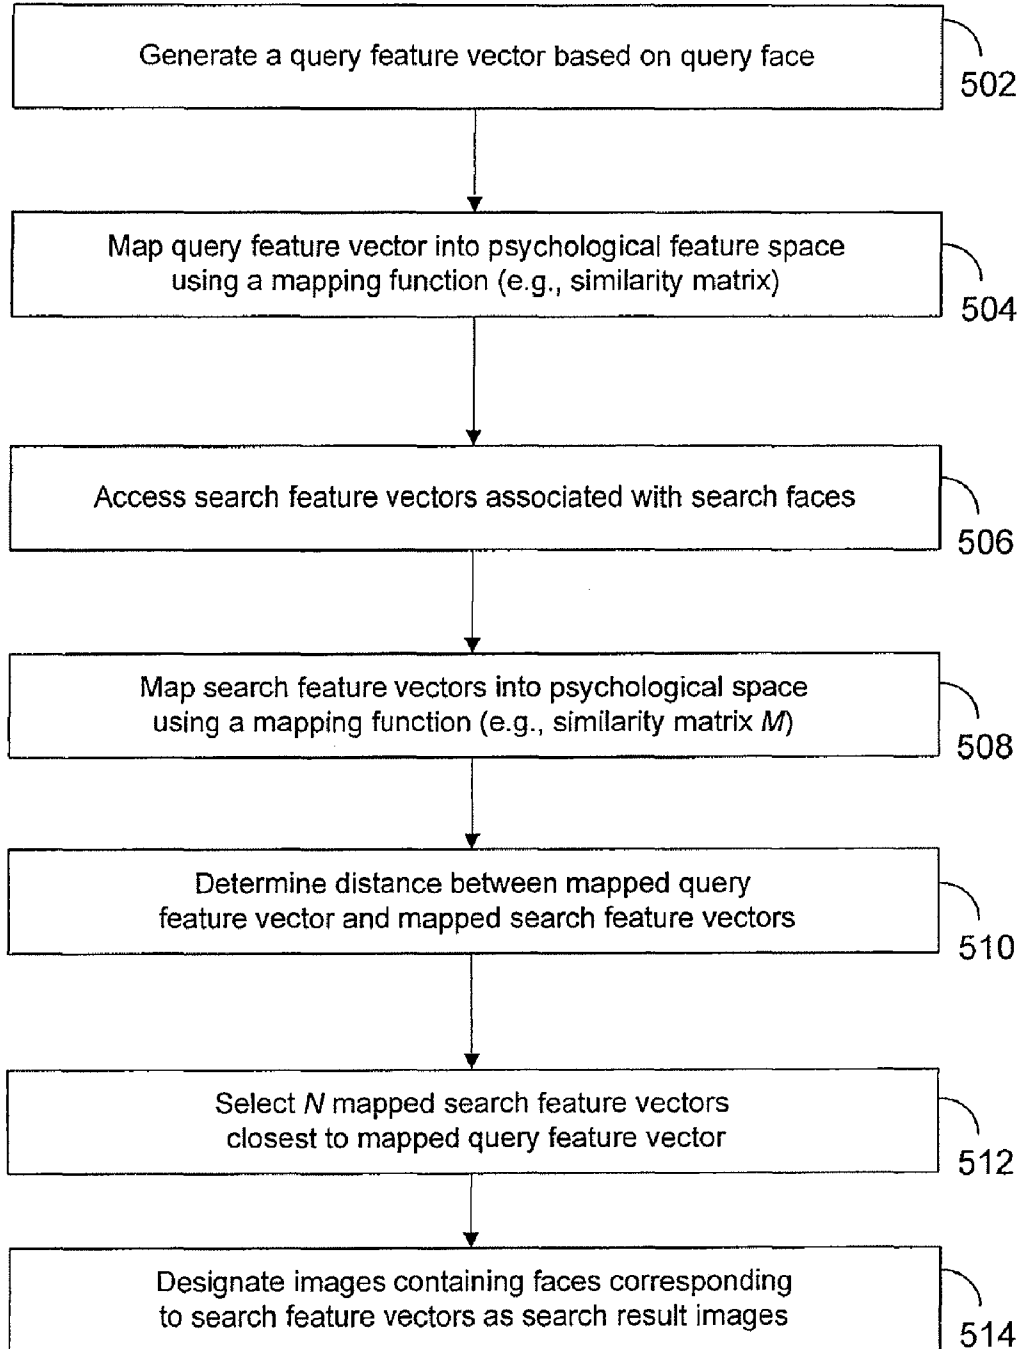 Generate a query feature vector based on query face
502
Map query feature vector into psychological feature space
using a mapping function (e.g., similarity matrix)
504
Access search feature vectors associated with search faces
506
Map search feature vectors into psychological space
using a mapping function (e.g., similarity matrix M)
508
Determine distance between mapped query
feature vector and mapped search feature vectors
510
Select N mapped search feature vectors
closest to mapped query feature vector
512
Designate images containing faces corresponding
to search feature vectors as search result images
514